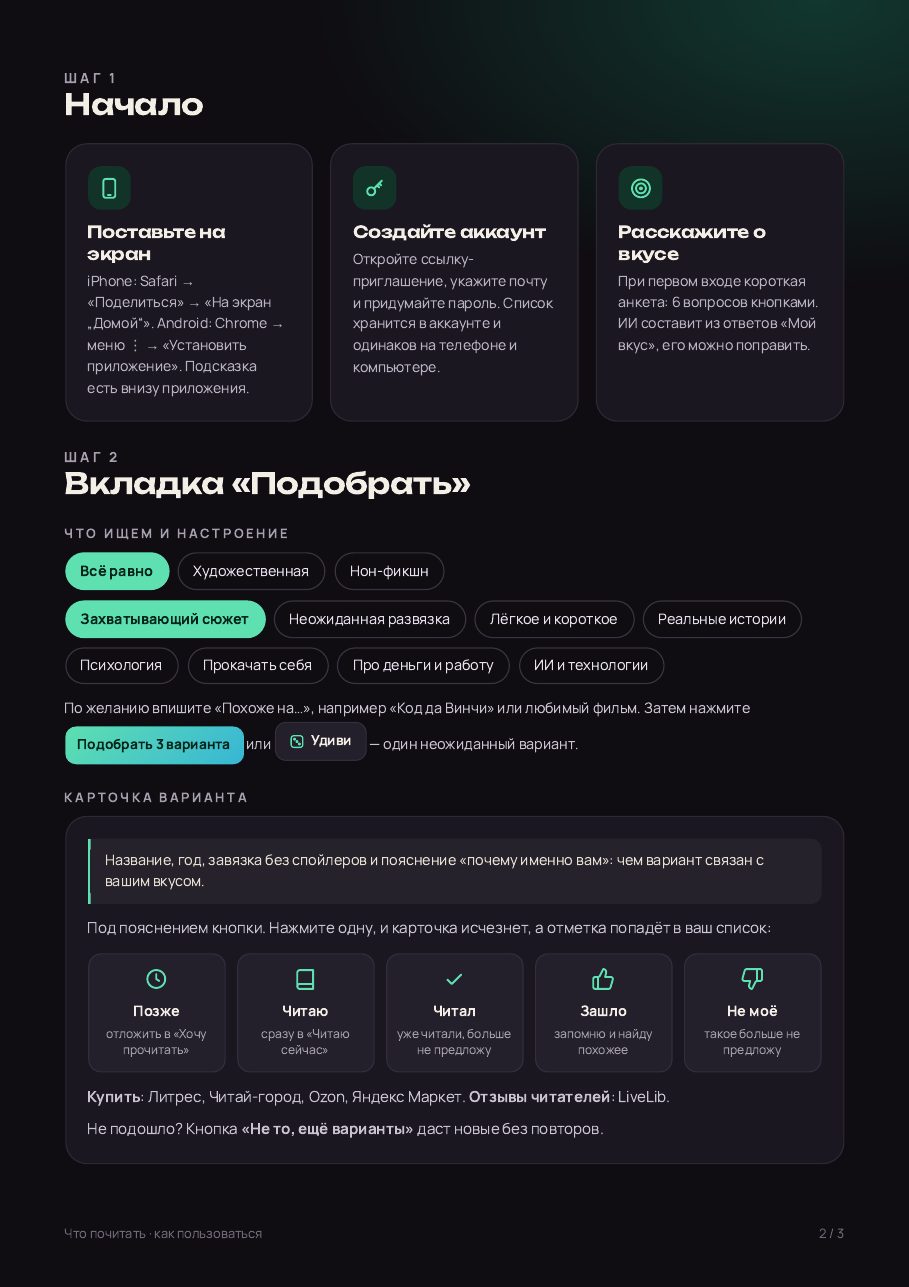 ШАГ 1
Начало
Поставьте на
экран
iPhone: Safari →
«Поделиться» → «На экран
„Домой“». Android: Chrome →
меню ⋮ → «Установить
приложение». Подсказка
есть внизу приложения.
Создайте аккаунт
Откройте ссылку-
приглашение, укажите почту
и придумайте пароль. Список
хранится в аккаунте и
одинаков на телефоне и
компьютере.
Расскажите о
вкусе
При первом входе короткая
анкета: 6 вопросов кнопками.
ИИ составит из ответов «Мой
вкус», его можно поправить.
ШАГ 2
Вкладка «Подобрать»
ЧТО ИЩЕМ И НАСТРОЕНИЕ
Всё равно Художественная Нон-фикшн
Захватывающий сюжет Неожиданная развязка Лёгкое и короткое Реальные истории
Психология Прокачать себя Про деньги и работу ИИ и технологии
По желанию впишите «Похоже на…», например «Код да Винчи» или любимый фильм. Затем нажмите
Подобрать 3 варианта или Удиви — один неожиданный вариант.
КАРТОЧКА ВАРИАНТА
Название, год, завязка без спойлеров и пояснение «почему именно вам»: чем вариант связан с
вашим вкусом.
Под пояснением кнопки. Нажмите одну, и карточка исчезнет, а отметка попадёт в ваш список:
Позже
отложить в «Хочу
прочитать»
Читаю
сразу в «Читаю
сейчас»
Читал
уже читали, больше
не предложу
Зашло
запомню и найду
похожее
Не моё
такое больше не
предложу
Купить: Литрес, Читай-город, Ozon, Яндекс Маркет. Отзывы читателей: LiveLib.
Не подошло? Кнопка «Не то, ещё варианты» даст новые без повторов.
Что почитать · как пользоваться
2 / 3